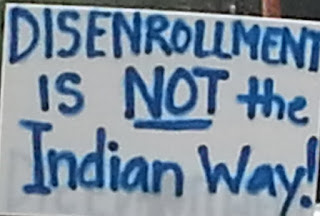 DISENROLLMENT
IS NOT the
Indian Way!